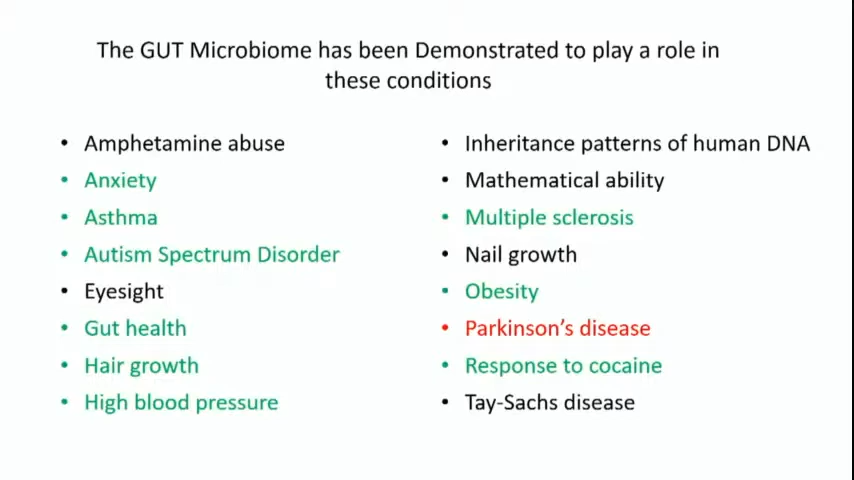 The GUT Microbiome has been Demonstrated to play a role in
these conditions
• Amphetamine abuse
• Anxiety
• Asthma
• Autism Spectrum Disorder
• Eyesight
• Gut health
• Hair growth
• High blood pressure
• Inheritance patterns of human DNA
• Mathematical ability
• Multiple sclerosis
• Nail growth
• Obesity
• Parkinson’s disease
• Response to cocaine
• Tay-Sachs disease